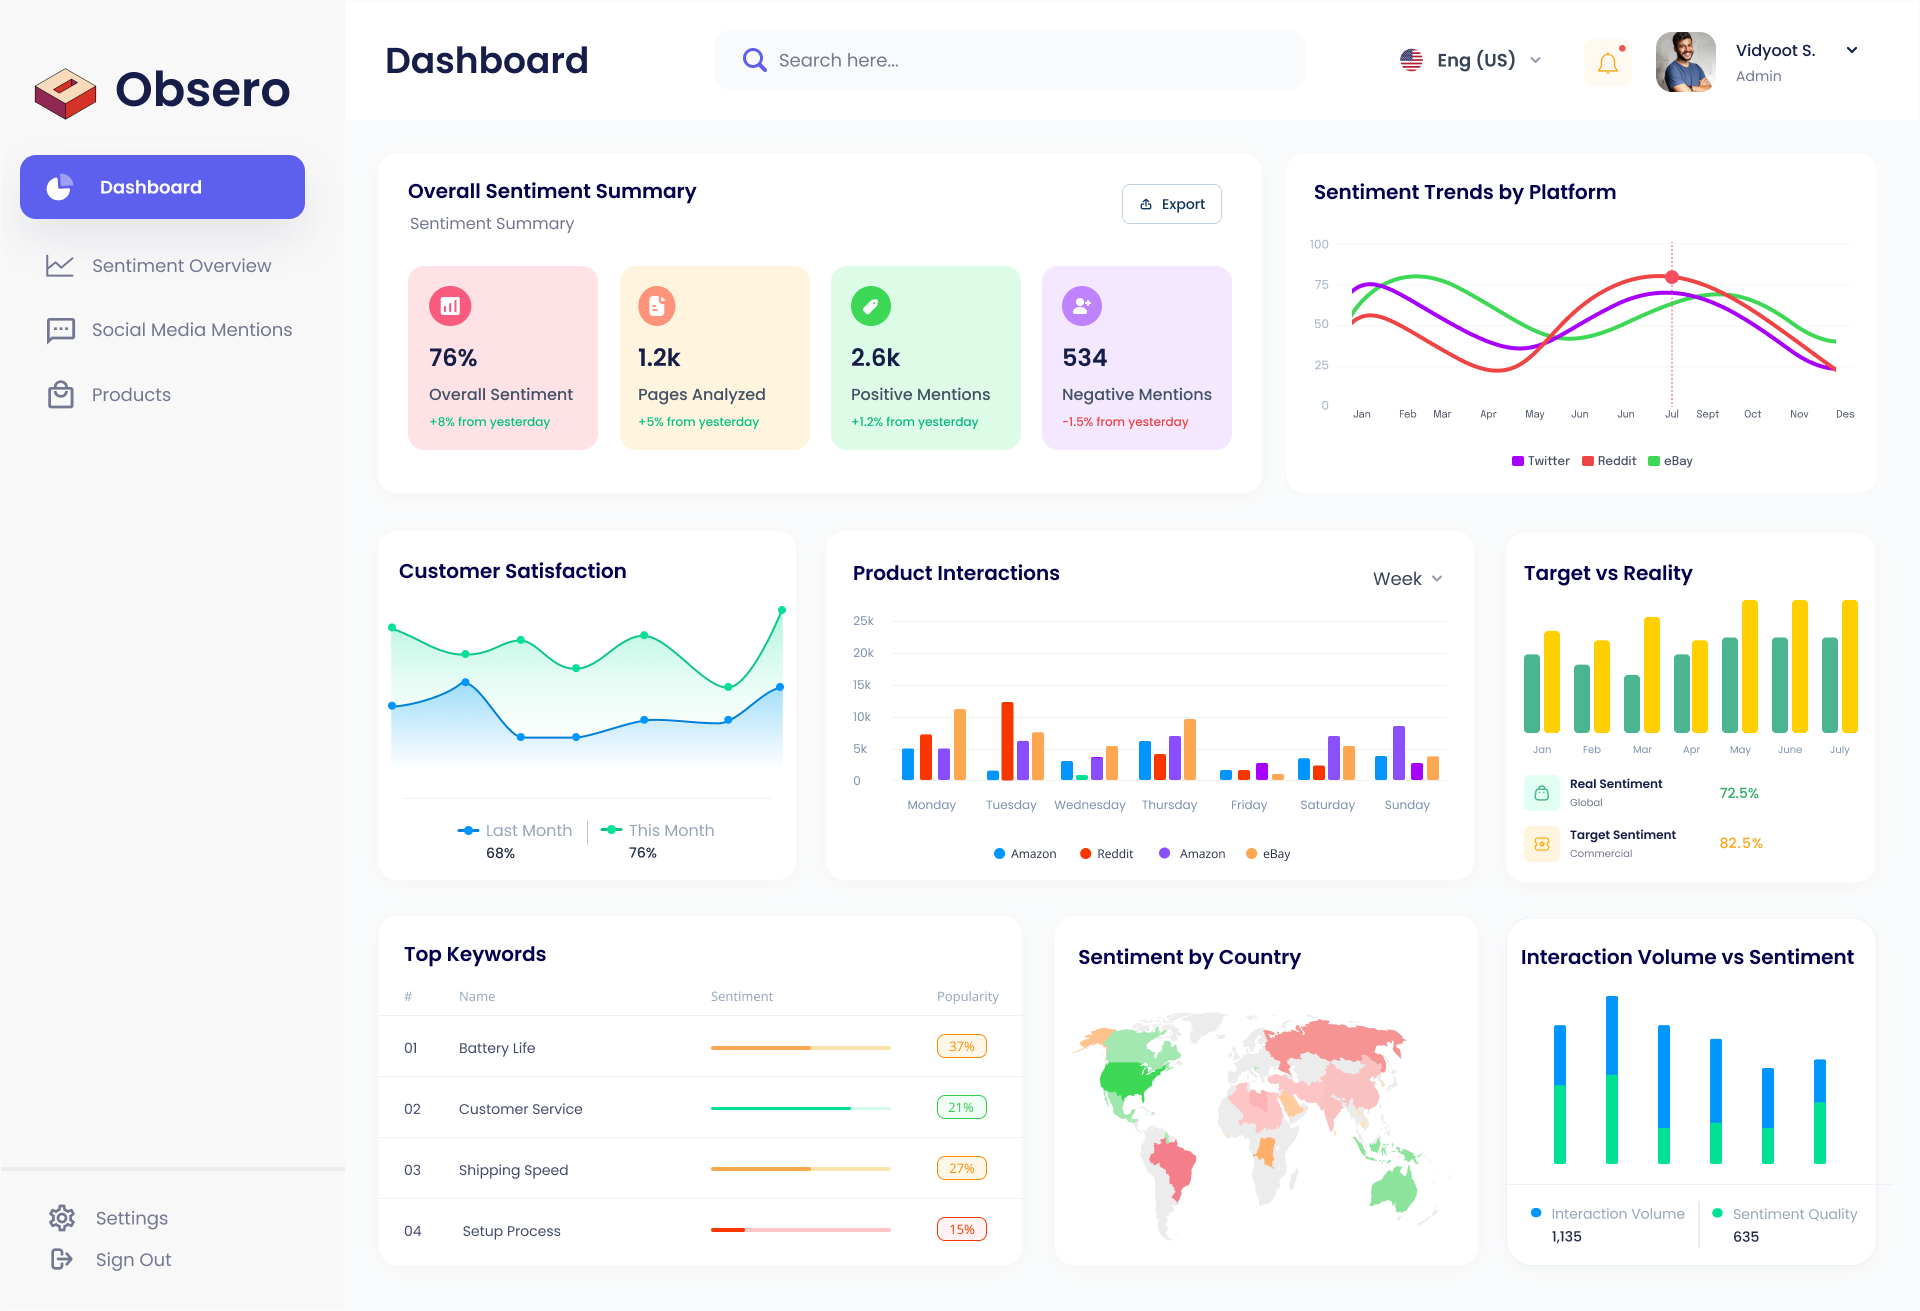 Obsero
Dashboard
Sentiment Overview
Social Media Mentions
Products
Settings
Sign Out
Dashboard
Search here...
Eng (US)
Vidyoot S.
Admin
Overall Sentiment Summary
Sentiment Summary
Export
76%
Overall Sentiment
+8% from yesterday
1.2k
Pages Analyzed
+5% from yesterday
2.6k
Positive Mentions
+1.2% from yesterday
534
Negative Mentions
-1.5% from yesterday
Sentiment Trends by Platform
100
75
50
25
0
Jan Feb Mar Apr May Jun Jun Jul Sept Oct Nov Des
Twitter Reddit eBay
Customer Satisfaction
Last Month
68%
This Month
76%
Product Interactions
Week
25k
20k
15k
10k
5k
0
Monday Tuesday Wednesday Thursday Friday Saturday Sunday
Amazon Reddit Amazon eBay
Target vs Reality
Jan Feb Mar Apr May June July
Real Sentiment
Global
72.5%
Target Sentiment
Commercial
82.5%
Top Keywords
# Name Sentiment Popularity
01 Battery Life 37%
02 Customer Service 21%
03 Shipping Speed 27%
04 Setup Process 15%
Sentiment by Country
Interaction Volume vs Sentiment
Interaction Volume
1,135
Sentiment Quality
635